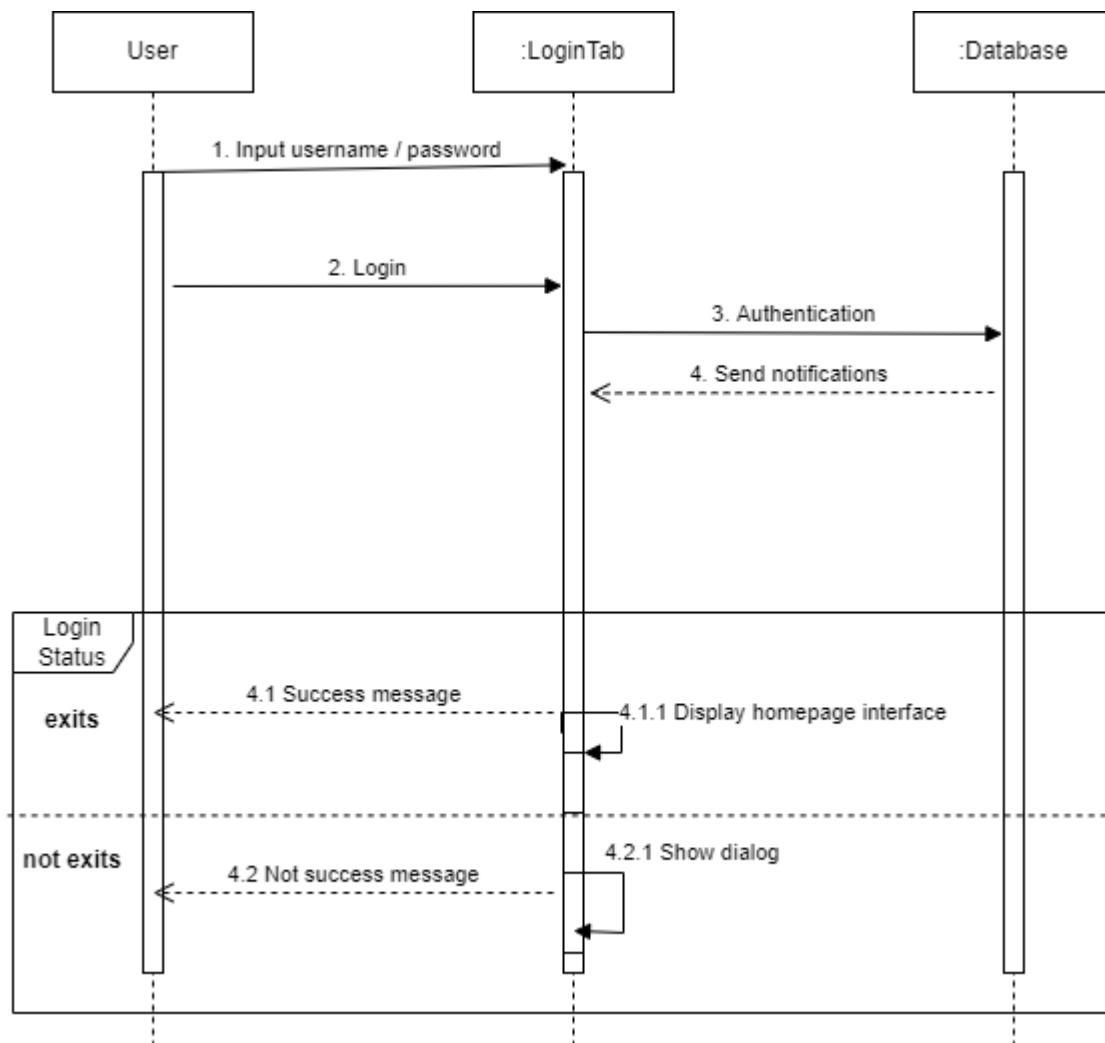 User
:LoginTab
:Database
1. Input username / password
2. Login
3. Authentication
4. Send notifications
Login
Status
4.1 Success message
exits
4.1.1 Display homepage interface
not exits
4.2.1 Show dialog
4.2 Not success message